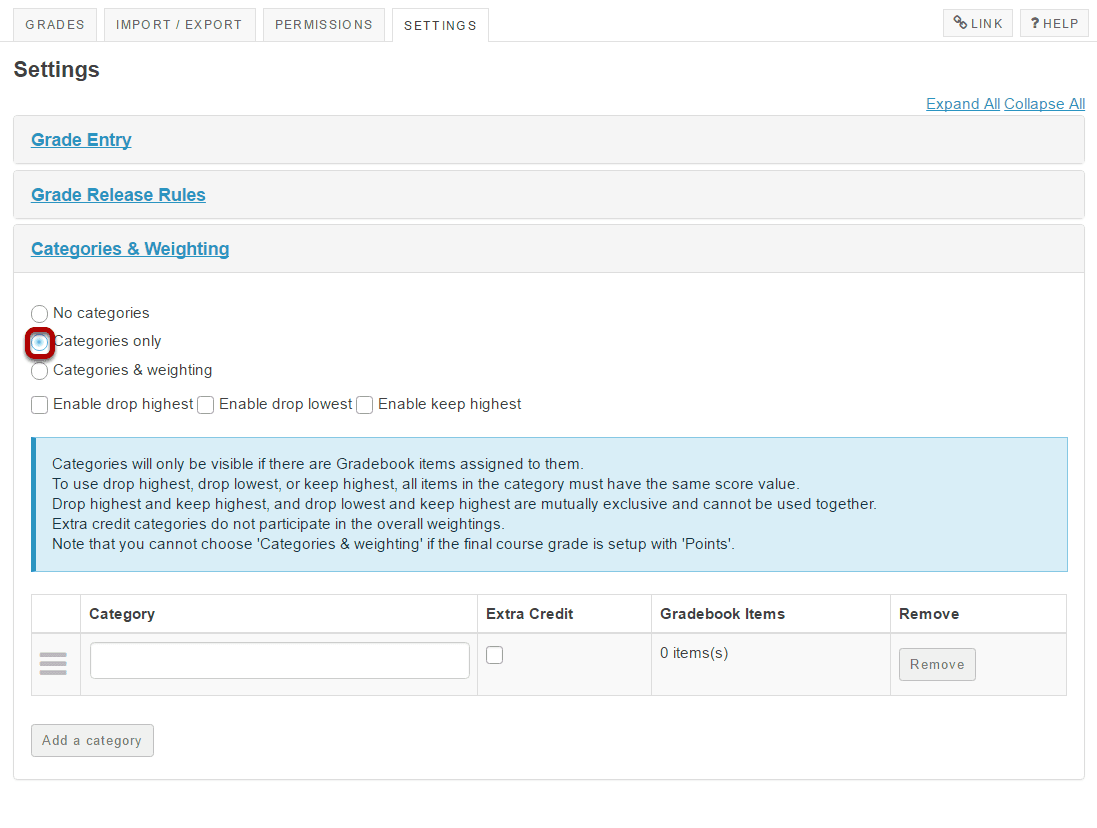 GRADES IMPORT / EXPORT PERMISSIONS SETTINGS LINK ? HELP
Settings
Expand All Collapse All
Grade Entry
Grade Release Rules
Categories & Weighting
No categories
Categories only
Categories & weighting
Enable drop highest Enable drop lowest Enable keep highest
Categories will only be visible if there are Gradebook items assigned to them.
To use drop highest, drop lowest, or keep highest, all items in the category must have the same score value.
Drop highest and keep highest, and drop lowest and keep highest are mutually exclusive and cannot be used together.
Extra credit categories do not participate in the overall weightings.
Note that you cannot choose 'Categories & weighting' if the final course grade is setup with 'Points'.
Category Extra Credit Gradebook Items Remove
0 items(s) Remove
Add a category